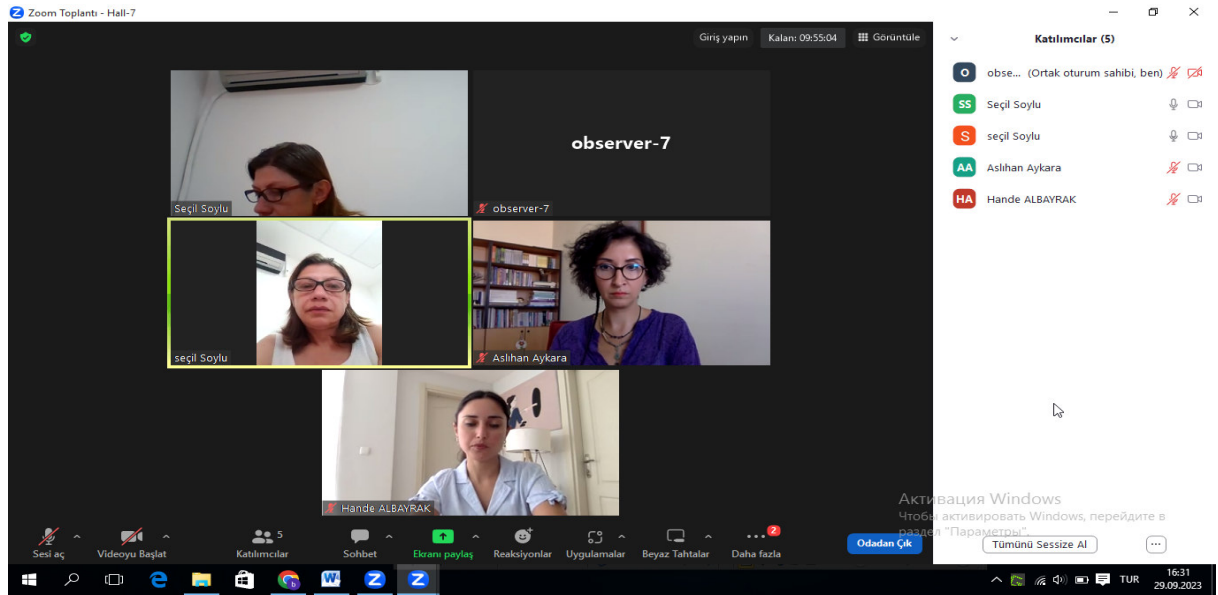 Zoom Toplantı - Hall-7
Giriş yapın
Kalan: 09:55:04
Görüntüle
Seçil Soylu
observer-7
observer-7
seçil Soylu
Aslıhan Aykara
Hande ALBAYRAK
Katılımcılar (5)
O obse... (Ortak oturum sahibi, ben)
SS Seçil Soylu
S seçil Soylu
AA Aslıhan Aykara
HA Hande ALBAYRAK
Активация Windows
Чтобы активировать Windows, перейдите в
раздел "Параметры".
Tümünü Sessize Al
Sesi aç
Videoyu Başlat
5
Katılımcılar
Sohbet
Ekranı paylaş
Reaksiyonlar
Uygulamalar
Beyaz Tahtalar
2
Daha fazla
Odadan Çık
TUR
16:31
29.09.2023